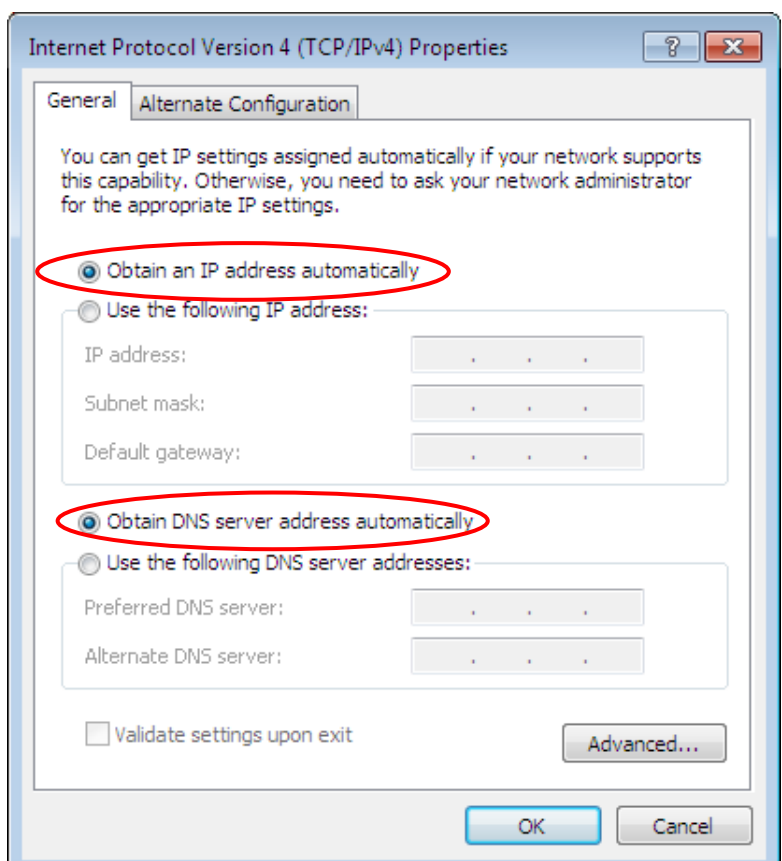 Internet Protocol Version 4 (TCP/IPv4) Properties
?
General
Alternate Configuration
You can get IP settings assigned automatically if your network supports
this capability. Otherwise, you need to ask your network administrator
for the appropriate IP settings.
Obtain an IP address automatically
Use the following IP address:
IP address:
Subnet mask:
Default gateway:
Obtain DNS server address automatically
Use the following DNS server addresses:
Preferred DNS server:
Alternate DNS server:
Validate settings upon exit
Advanced...
OK
Cancel